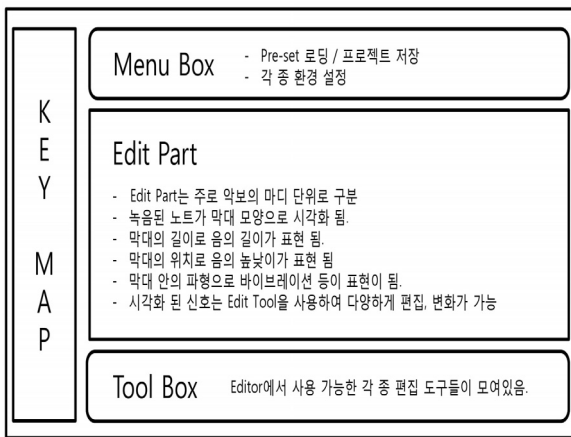 KEY MAP
Menu Box
- Pre-set 로딩 / 프로젝트 저장
- 각 종 환경 설정
Edit Part
- Edit Part는 주로 악보의 마디 단위로 구분
- 녹음된 노트가 막대 모양으로 시각화 됨.
- 막대의 길이로 음의 길이가 표현 됨.
- 막대의 위치로 음의 높낮이가 표현 됨
- 막대 안의 파형으로 바이브레이션 등이 표현이 됨.
- 시각화 된 신호는 Edit Tool을 사용하여 다양하게 편집, 변화가 가능
Tool Box
Editor에서 사용 가능한 각 종 편집 도구들이 모여있음.